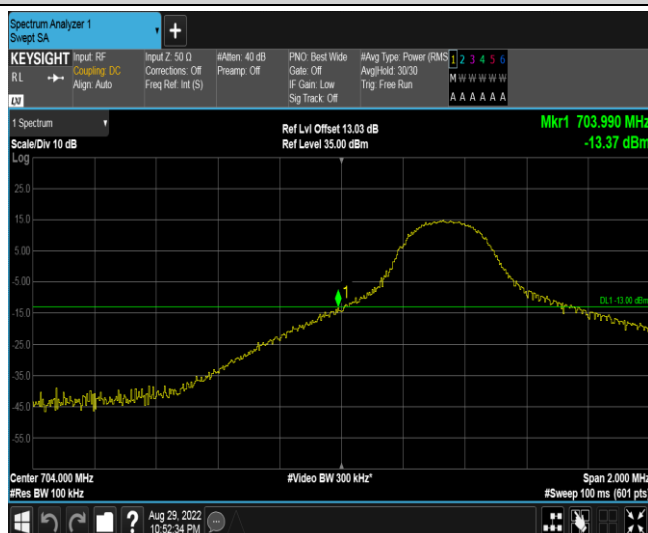 Spectrum Analyzer 1
Swept SA
+
KEYSIGHT
R L
Input: RF
Coupling: DC
Align: Auto
Input Z: 50 Ω
Corrections: Off
Freq Ref: Int (S)
#Atten: 40 dB
Preamp: Off
PNO: Best Wide
Gate: Off
IF Gain: Low
Sig Track: Off
#Avg Type: Power (RMS
Avg|Hold: 30/30
Trig: Free Run
1 2 3 4 5 6
M W W W W W
A A A A A A
1 Spectrum
Scale/Div 10 dB
Ref Lvl Offset 13.03 dB
Ref Level 35.00 dBm
Mkr1 703.990 MHz
-13.37 dBm
Log
25.0
15.0
5.00
-5.00
1
DL1 -13.00 dBm
-15.0
-25.0
-35.0
-45.0
-55.0
Center 704.000 MHz
#Video BW 300 kHz*
Span 2.000 MHz
#Res BW 100 kHz
#Sweep 100 ms (601 pts)
?
Aug 29, 2022
10:52:34 PM